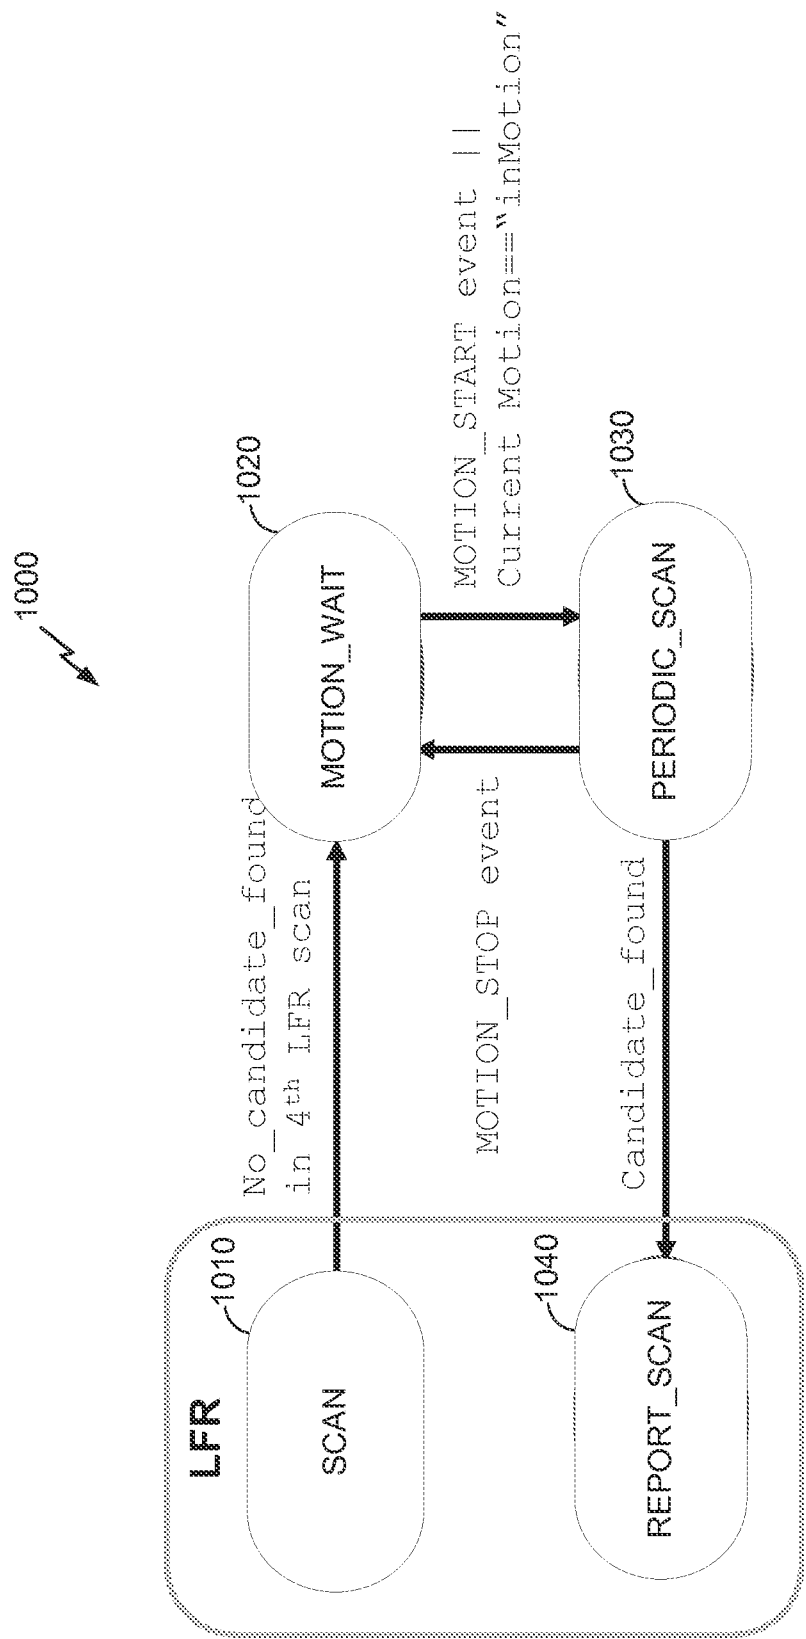 1000
LFR
SCAN
1010
No_candidate_found
in 4th LFR scan
MOTION_WAIT
1020
MOTION_STOP event
MOTION_START event ||
Current Motion=="inMotion"
REPORT_SCAN
1040
Candidate_found
PERIODIC_SCAN
1030